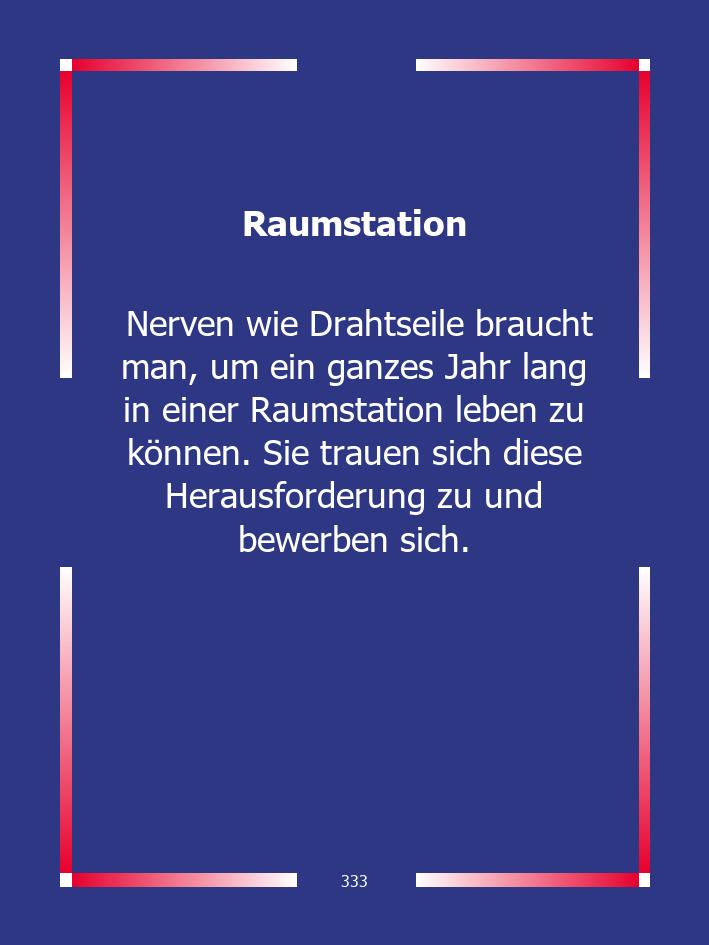 Raumstation
Nerven wie Drahtseile braucht
man, um ein ganzes Jahr lang
in einer Raumstation leben zu
können. Sie trauen sich diese
Herausforderung zu und
bewerben sich.
333